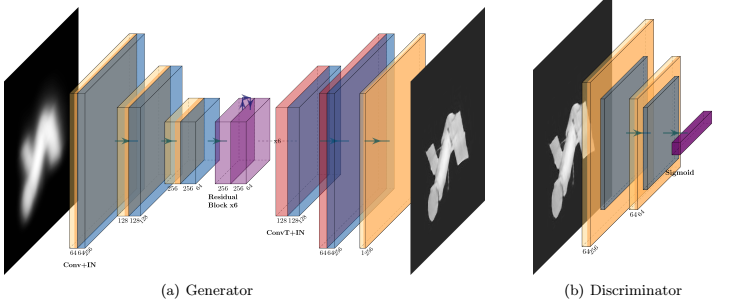 64 64 256
Conv+IN
128 128 128
256 256 64
256 256 64
Residual
Block x6
x6
128 128 128
ConvT+IN
64 64 256
1 256
(a) Generator
64 256
64 64
Sigmoid
(b) Discriminator